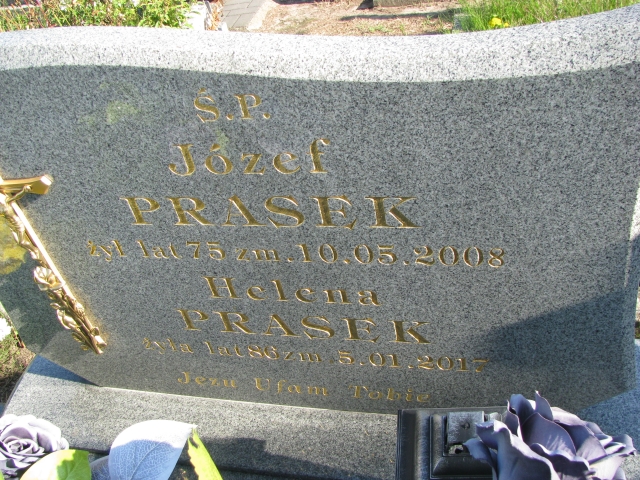 Ś.P.
Józef
PRASEK
żył lat 75 zm. 10.05.2008
Helena
PRASEK
żyła lat 86 zm. 5.01.2017
Jezu Ufam Tobie